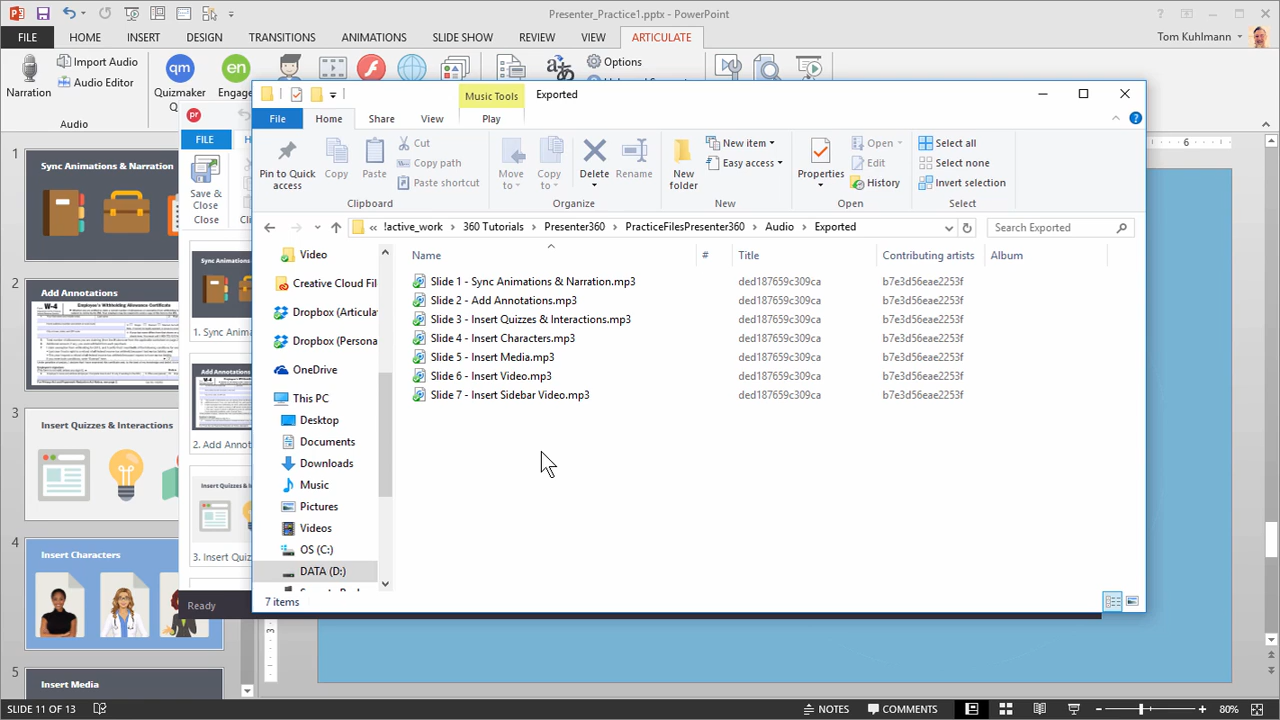 Presenter_Practice1.pptx - PowerPoint
FILE HOME INSERT DESIGN TRANSITIONS ANIMATIONS SLIDE SHOW REVIEW VIEW ARTICULATE
Tom Kuhlmann
Narration
Import Audio
Audio Editor
Audio
qm
Quizmaker
en
Engage
Options
pr
FILE
Save &
Close
Close
1
Sync Animations & Narration
2
Add Annotations
3
Insert Quizzes & Interactions
4
Insert Characters
5
Insert Media
1. Sync Anima
2. Add Annot
3. Insert Quiz
Ready
Music Tools
Exported
File Home Share View Play
Pin to Quick
access
Copy
Paste
Cut
Copy path
Paste shortcut
Clipboard
Move
to
Copy
to
Delete
Rename
Organize
New
folder
New item
Easy access
New
Properties
Open
Edit
History
Open
Select all
Select none
Invert selection
Select
« !active_work 360 Tutorials Presenter360 PracticeFilesPresenter360 Audio Exported
Search Exported
Video
Creative Cloud Fil
Dropbox (Articula
Dropbox (Persona
OneDrive
This PC
Desktop
Documents
Downloads
Music
Pictures
Videos
OS (C:)
DATA (D:)
Name # Title Contributing artists Album
Slide 1 - Sync Animations & Narration.mp3 ded187659c309ca b7e3d56eae2253f
Slide 2 - Add Annotations.mp3 ded187659c309ca b7e3d56eae2253f
Slide 3 - Insert Quizzes & Interactions.mp3 ded187659c309ca b7e3d56eae2253f
Slide 4 - Insert Characters.mp3 ded187659c309ca b7e3d56eae2253f
Slide 5 - Insert Media.mp3 ded187659c309ca b7e3d56eae2253f
Slide 6 - Insert Video.mp3 ded187659c309ca b7e3d56eae2253f
Slide 7 - Insert Sidebar Video.mp3 ded187659c309ca b7e3d56eae2253f
7 items
6
3
SLIDE 11 OF 13
NOTES
COMMENTS
80%